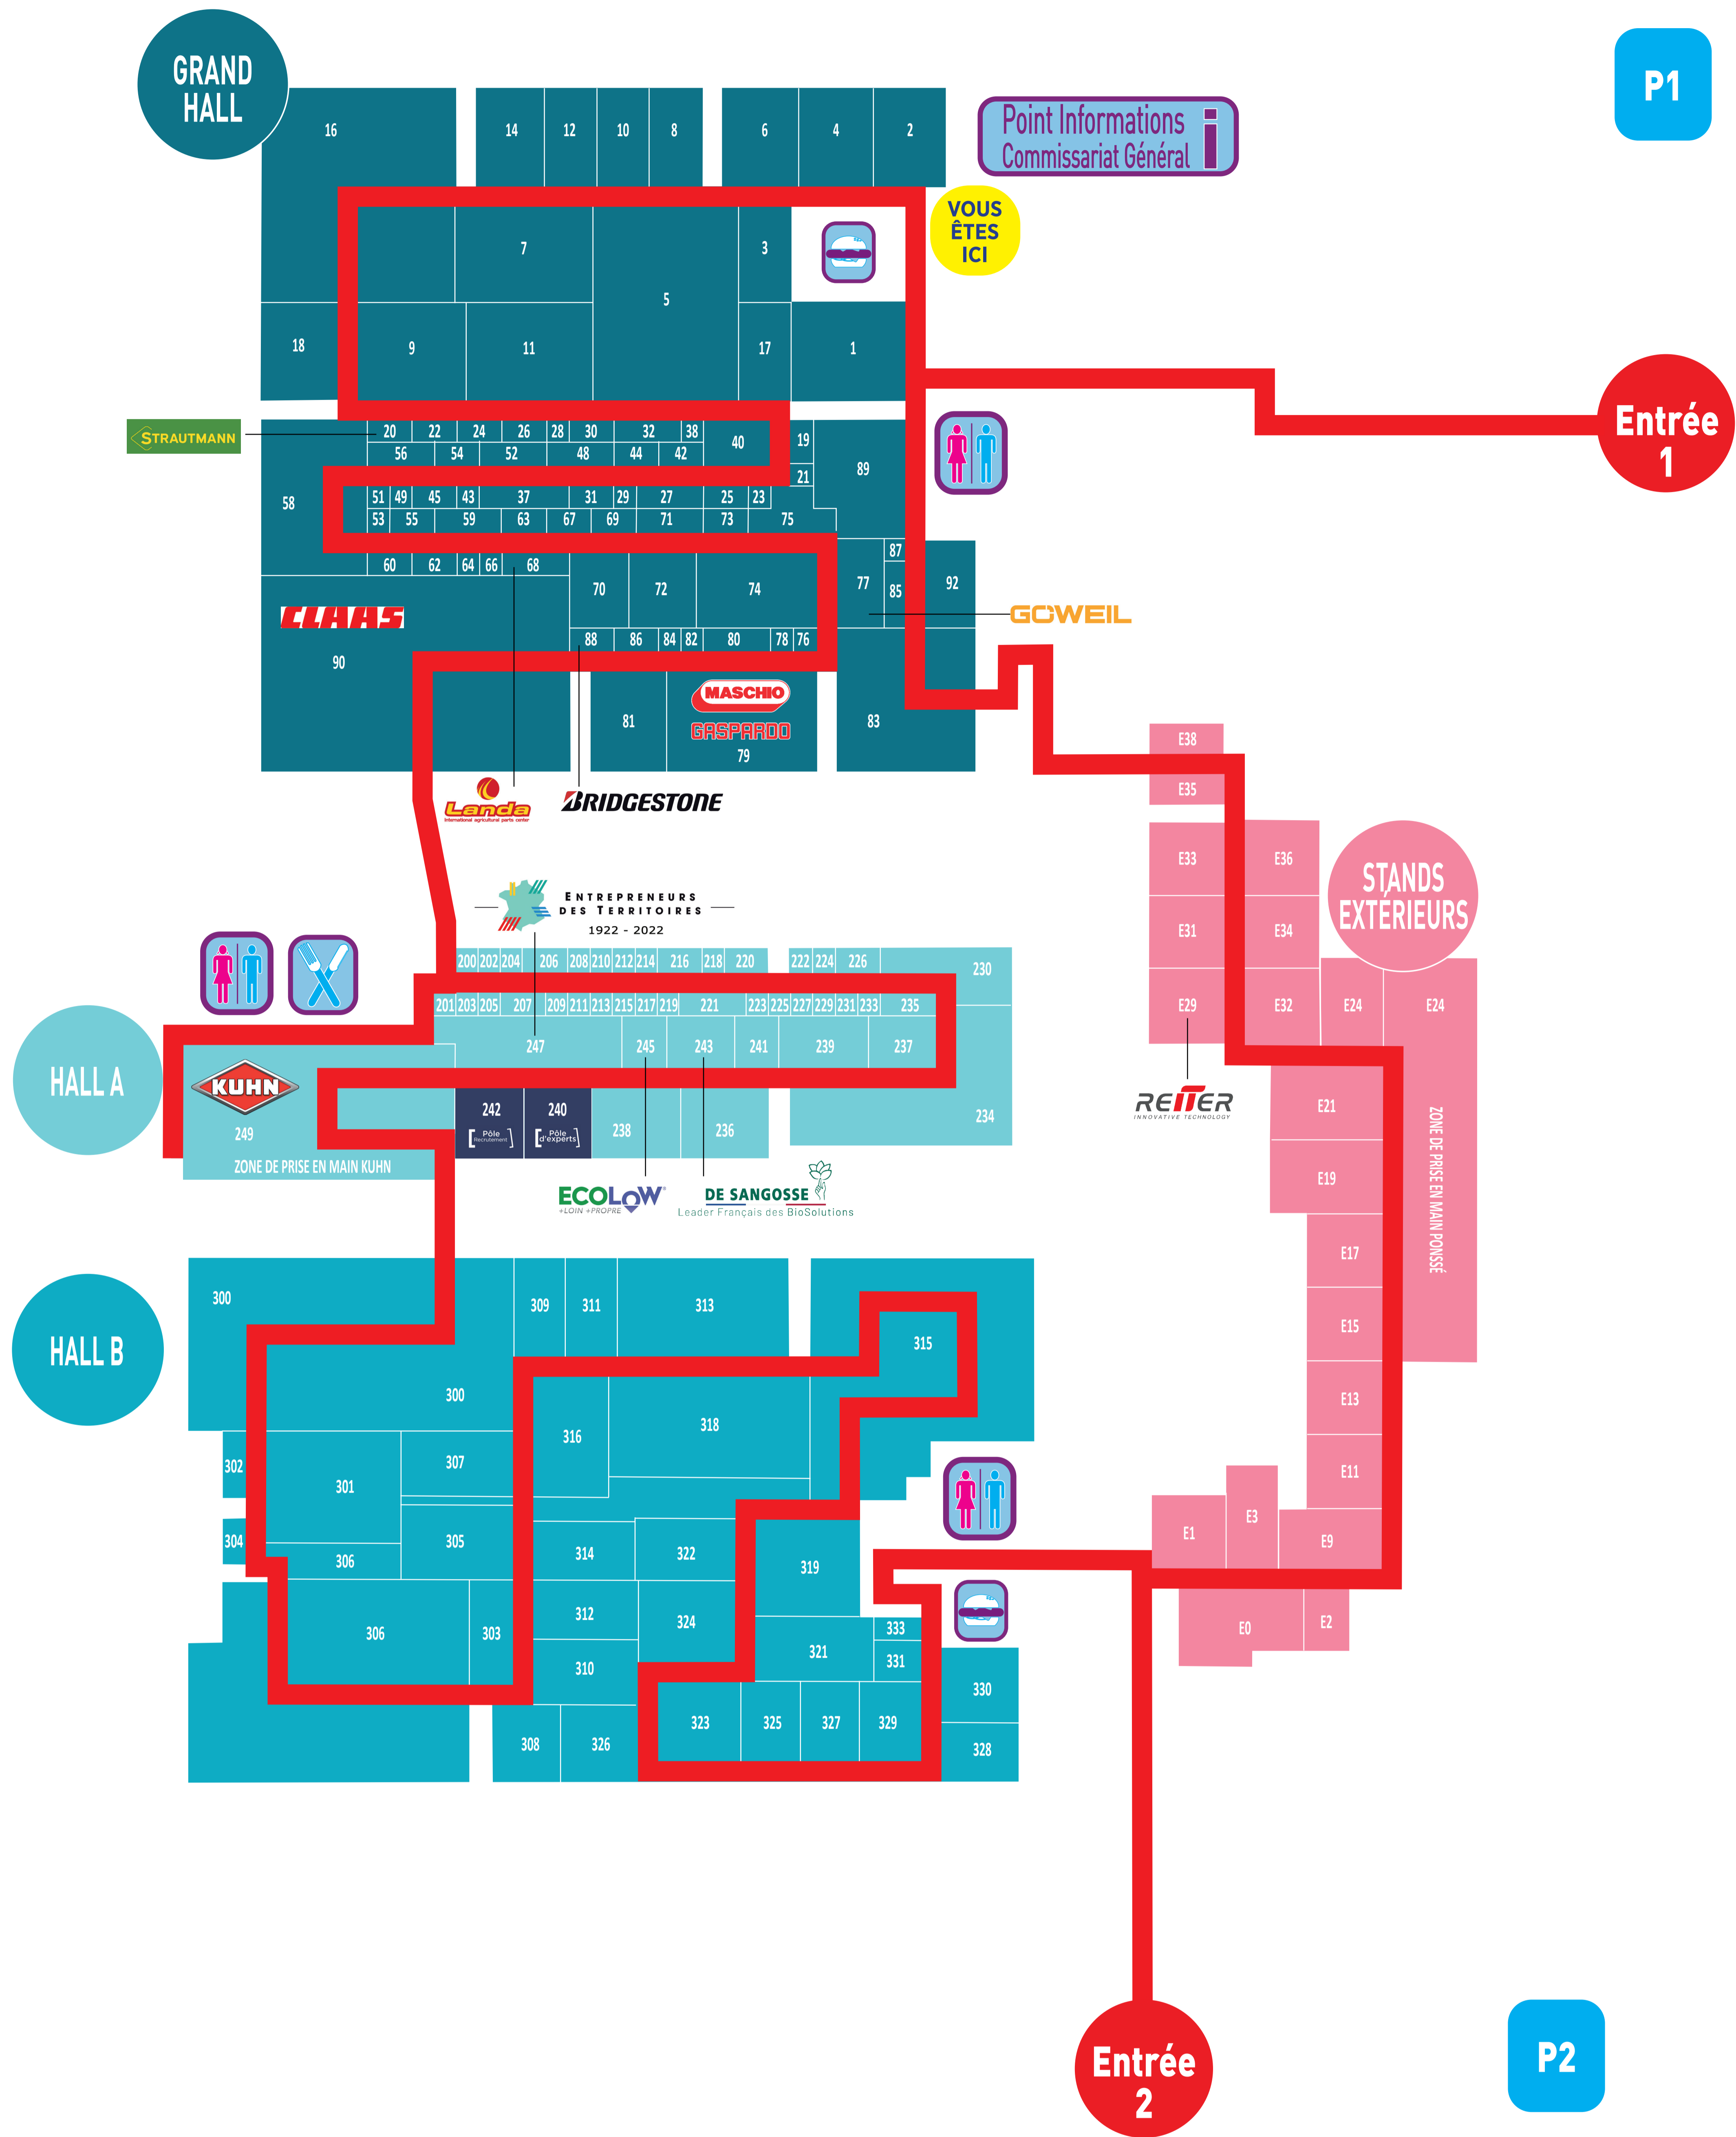 GRAND
HALL
P1
Point Informations i
Commissariat Général
16
14
12
10
8
6
4
2
VOUS
ÊTES
ICI
7
3
5
18
9
11
17
1
Entrée
1
STRAUTMANN
20
22
24
26
28
30
32
38
40
19
56
54
52
48
44
42
21
89
58
51
49
45
43
37
31
29
27
25
23
53
55
59
63
67
69
71
73
75
60
62
64
66
68
70
72
74
77
87
85
92
GÖWEIL
CLAAS
90
88
86
84
82
80
78
76
MASCHIO
GASPARDO
79
81
83
Landa
International agricultural parts center
BRIDGESTONE
E38
E35
E33
E36
STANDS
EXTÉRIEURS
E31
E34
E29
E32
E24
E24
REITER
INNOVATIVE TECHNOLOGY
ENTREPRENEURS
DES TERRITOIRES
1922 - 2022
200
202
204
206
208
210
212
214
216
218
220
222
224
226
230
201
203
205
207
209
211
213
215
217
219
221
223
225
227
229
231
233
235
247
245
243
241
239
237
HALL A
KUHN
249
ZONE DE PRISE EN MAIN KUHN
242
[Pôle
Recrutement]
240
[Pôle
d'experts]
238
236
234
ECOLOW®
+LOIN +PROPRE
DE SANGOSSE
Leader Français des BioSolutions
E21
E19
E17
E15
E13
E11
ZONE DE PRISE EN MAIN PONSSÉ
E1
E3
E9
E0
E2
HALL B
300
309
311
313
315
300
316
318
302
301
307
304
305
306
314
322
319
306
303
312
324
321
333
331
310
330
308
326
323
325
327
329
328
Entrée
2
P2